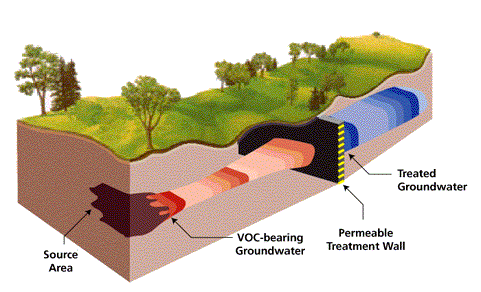 Source
Area
VOC-bearing
Groundwater
Permeable
Treatment Wall
Treated
Groundwater